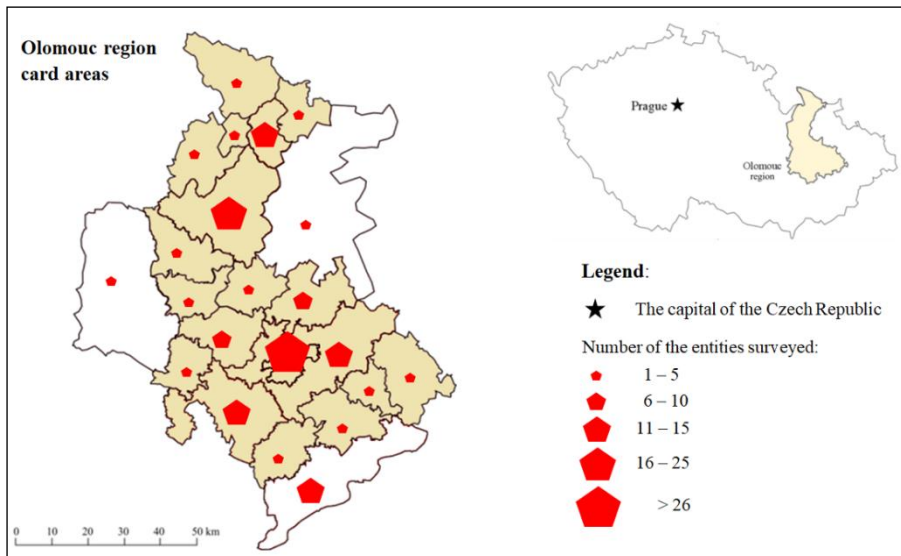 Olomouc region
card areas
Prague
Olomouc
region
Legend:
The capital of the Czech Republic
Number of the entities surveyed:
1 – 5
6 – 10
11 – 15
16 – 25
> 26
0 10 20 30 40 50 km